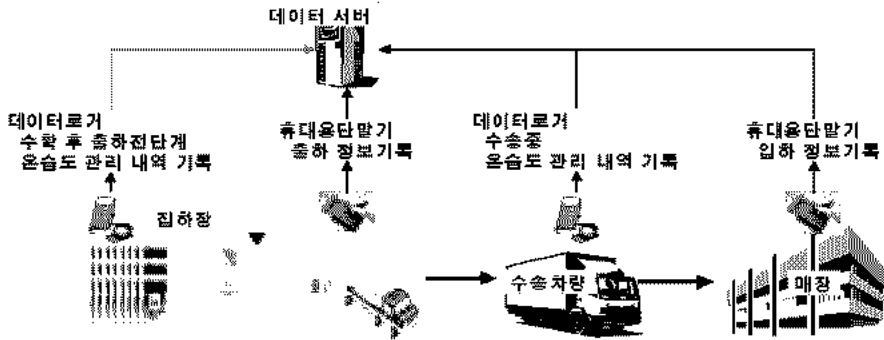 데이터 서버
데이터로거
수확 후 출하전단계
온습도 관리 내역 기록
휴대용단말기
출하 정보기록
데이터로거
수송중
온습도 관리 내역 기록
휴대용단말기
입하 정보기록
집하장
수송차량
매장